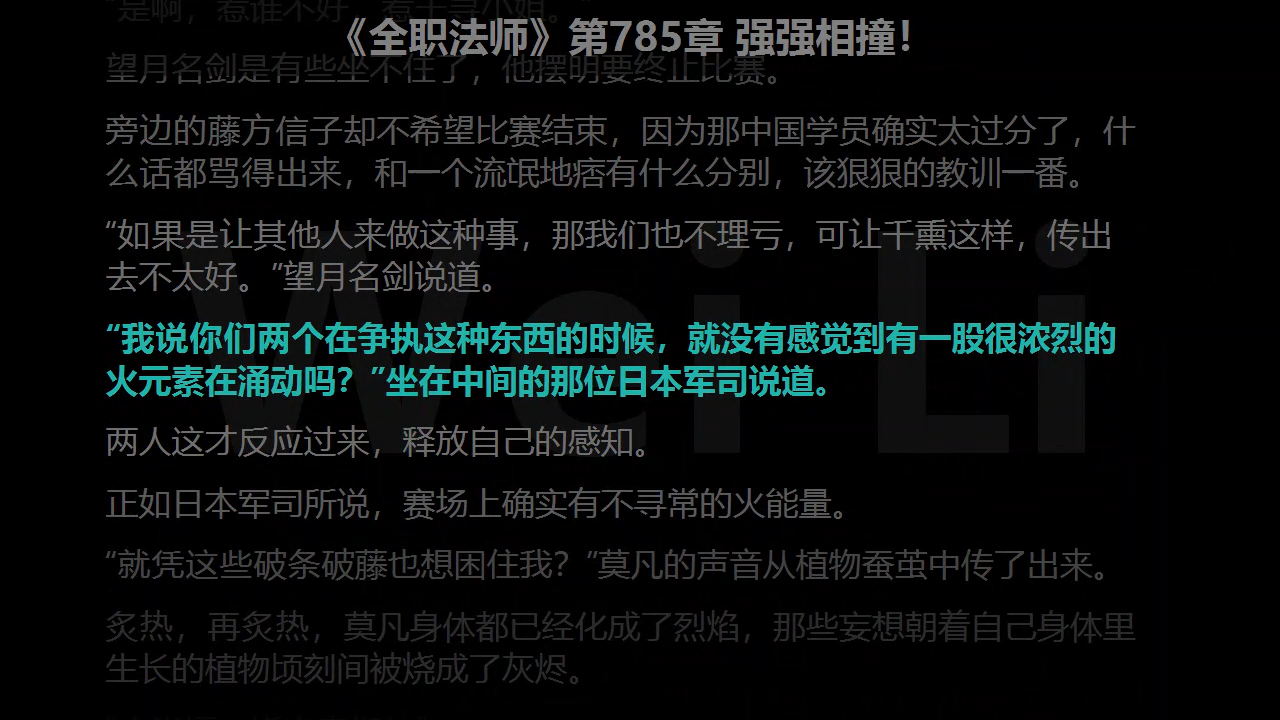 “是啊，惹谁不好，惹千寻小姐。”
《全职法师》第785章 强强相撞！
望月名剑是有些坐不住了，他摆明要终止比赛。
旁边的藤方信子却不希望比赛结束，因为那中国学员确实太过分了，什
么话都骂得出来，和一个流氓地痞有什么分别，该狠狠的教训一番。
“如果是让其他人来做这种事，那我们也不理亏，可让千熏这样，传出
去不太好。”望月名剑说道。
“我说你们两个在争执这种东西的时候，就没有感觉到有一股很浓烈的
火元素在涌动吗？”坐在中间的那位日本军司说道。
两人这才反应过来，释放自己的感知。
正如日本军司所说，赛场上确实有不寻常的火能量。
“就凭这些破条破藤也想困住我？”莫凡的声音从植物蚕茧中传了出来。
炙热，再炙热，莫凡身体都已经化成了烈焰，那些妄想朝着自己身体里
生长的植物顷刻间被烧成了灰烬。
Wei Li